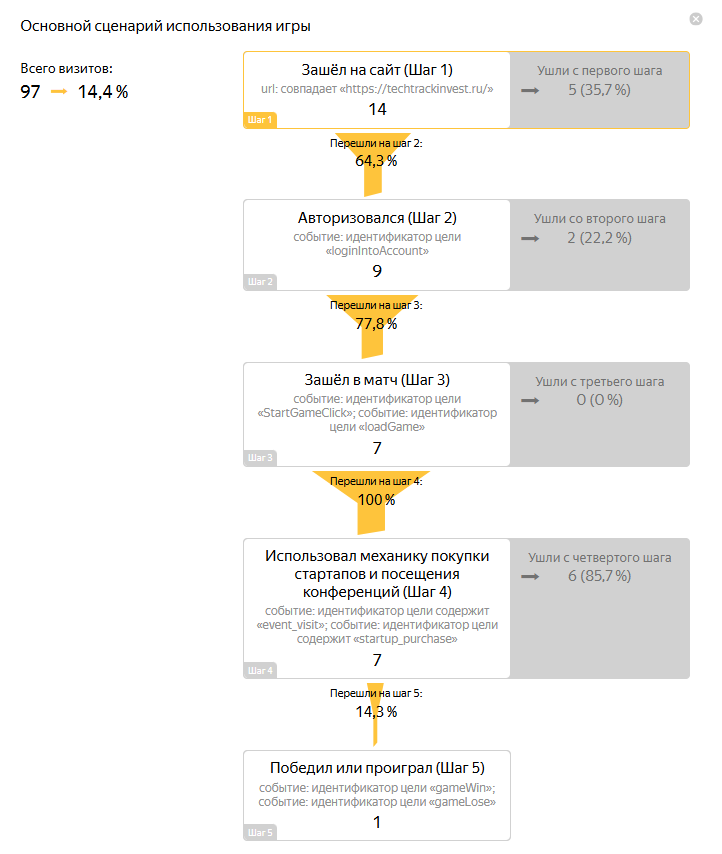 Основной сценарий использования игры
Всего визитов:
97 14,4 %
Зашёл на сайт (Шаг 1)
url: совпадает «https://techtrackinvest.ru/»
14
Шаг 1
Ушли с первого шага
5 (35,7 %)
Перешли на шаг 2:
64,3 %
Авторизовался (Шаг 2)
событие: идентификатор цели
«loginIntoAccount»
9
Шаг 2
Ушли со второго шага
2 (22,2 %)
Перешли на шаг 3:
77,8 %
Зашёл в матч (Шаг 3)
событие: идентификатор цели
«StartGameClick»; событие: идентификатор
цели «loadGame»
7
Шаг 3
Ушли с третьего шага
0 (0 %)
Перешли на шаг 4:
100 %
Использовал механику покупки
стартапов и посещения
конференций (Шаг 4)
событие: идентификатор цели содержит
«event_visit»; событие: идентификатор цели
содержит «startup_purchase»
7
Шаг 4
Ушли с четвертого шага
6 (85,7 %)
Перешли на шаг 5:
14,3 %
Победил или проиграл (Шаг 5)
событие: идентификатор цели «gameWin»;
событие: идентификатор цели «gameLose»
1
Шаг 5